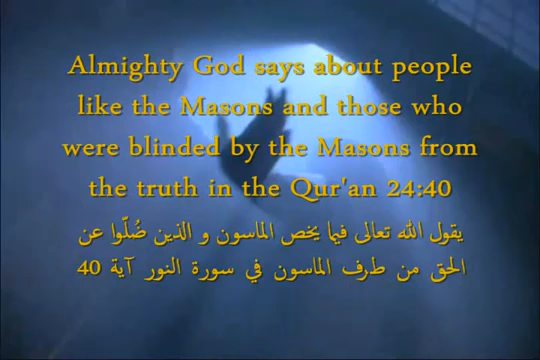 Almighty God says about people
like the Masons and those who
were blinded by the Masons from
the truth in the Qur'an 24:40
يقول الله تعالى فيما يخص الماسون و الذين ضُلّوا عن
الحق من طرف الماسون في سورة النور آية 40